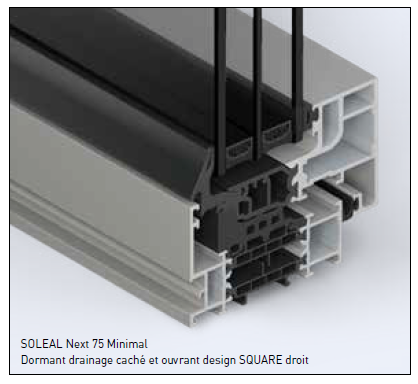 SOLEAL Next 75 Minimal
Dormant drainage caché et ouvrant design SQUARE droit